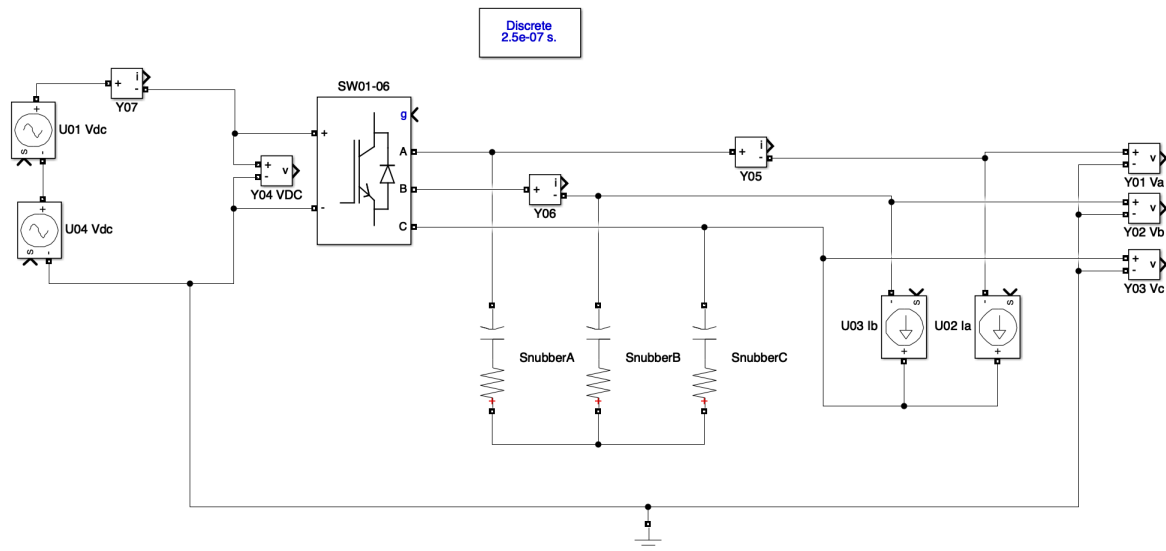 Discrete
2.5e-07 s.
SW01-06
+
i
-
Y07
+
U01 Vdc
s
-
+
-
v
Y04 VDC
+
-
g
A
B
C
+
U04 Vdc
s
-
+
i
-
Y05
+
i
-
Y06
+
-
v
Y01 Va
+
-
v
Y02 Vb
+
-
v
Y03 Vc
-
s
U03 Ib
+
-
s
U02 Ia
+
SnubberA
SnubberB
SnubberC
+
+
+